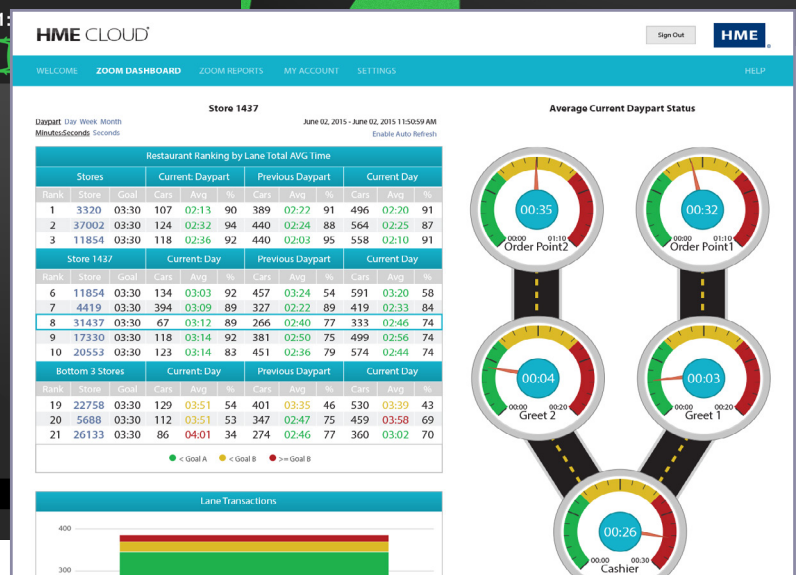 1:
HME CLOUD®
Sign Out
HME®
WELCOME ZOOM DASHBOARD ZOOM REPORTS MY ACCOUNT SETTINGS HELP
Store 1437
Daypart Day Week Month
June 02, 2015 - June 02, 2015 11:50:59 AM
Minutes:Seconds Seconds
Enable Auto Refresh
Restaurant Ranking by Lane Total AVG Time
Stores Current: Daypart Previous Daypart Current Day
Rank Store Goal Cars Avg % Cars Avg % Cars Avg %
1 3320 03:30 107 02:13 90 389 02:22 91 496 02:20 91
2 37002 03:30 124 02:32 94 440 02:24 88 564 02:25 87
3 11854 03:30 118 02:36 92 440 02:03 95 558 02:10 91
Store 1437 Current: Day Previous Daypart Current Day
Rank Store Goal Cars Avg % Cars Avg % Cars Avg %
6 11854 03:30 134 03:03 92 457 03:24 54 591 03:20 58
7 4419 03:30 394 03:09 89 327 02:22 89 419 02:33 84
8 31437 03:30 67 03:12 89 266 02:40 77 333 02:46 74
9 17330 03:30 118 03:14 92 381 02:50 75 499 02:56 74
10 20553 03:30 123 03:14 83 451 02:36 79 574 02:44 74
Bottom 3 Stores Current: Day Previous Daypart Current Day
Rank Store Goal Cars Avg % Cars Avg % Cars Avg %
19 22758 03:30 129 03:51 54 401 03:35 46 530 03:39 43
20 5688 03:30 112 03:51 53 347 02:47 75 459 03:58 69
21 26133 03:30 86 04:01 34 274 02:46 77 360 03:02 70
< Goal A < Goal B >= Goal B
Lane Transactions
400
300
Average Current Daypart Status
00:35
00:00 01:10
Order Point2
00:32
00:00 01:10
Order Point1
00:04
00:00 00:20
Greet 2
00:03
00:00 00:20
Greet 1
00:26
00:00 00:30
Cashier